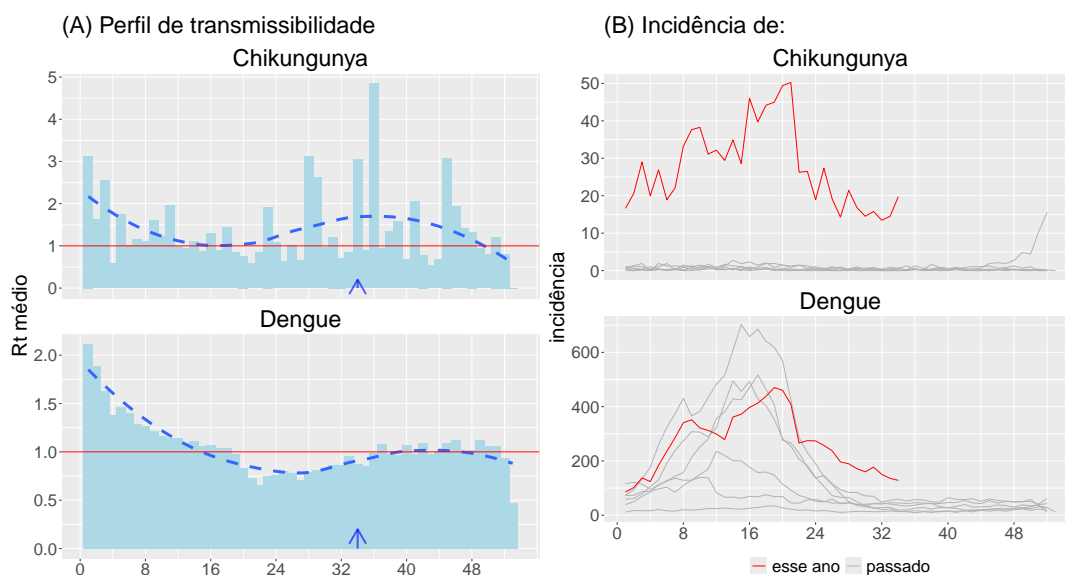 (A) Perfil de transmissibilidade
Chikungunya
5
4
3
2
1
0
Dengue
2.0
1.5
1.0
0.5
0.0
0 8 16 24 32 40 48
Rt médio
(B) Incidência de:
Chikungunya
50
40
30
20
10
0
Dengue
600
400
200
0
0 8 16 24 32 40 48
incidência
esse ano passado